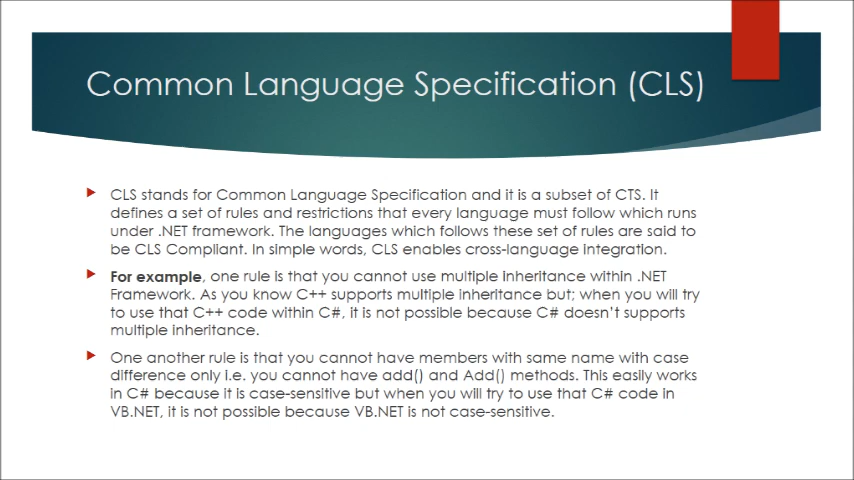 Common Language Specification (CLS)
CLS stands for Common Language Specification and it is a subset of CTS. It
defines a set of rules and restrictions that every language must follow which runs
under .NET framework. The languages which follows these set of rules are said to
be CLS Compliant. In simple words, CLS enables cross-language integration.
For example, one rule is that you cannot use multiple inheritance within .NET
Framework. As you know C++ supports multiple inheritance but; when you will try
to use that C++ code within C#, it is not possible because C# doesn't supports
multiple inheritance.
One another rule is that you cannot have members with same name with case
difference only i.e. you cannot have add() and Add() methods. This easily works
in C# because it is case-sensitive but when you will try to use that C# code in
VB.NET, it is not possible because VB.NET is not case-sensitive.